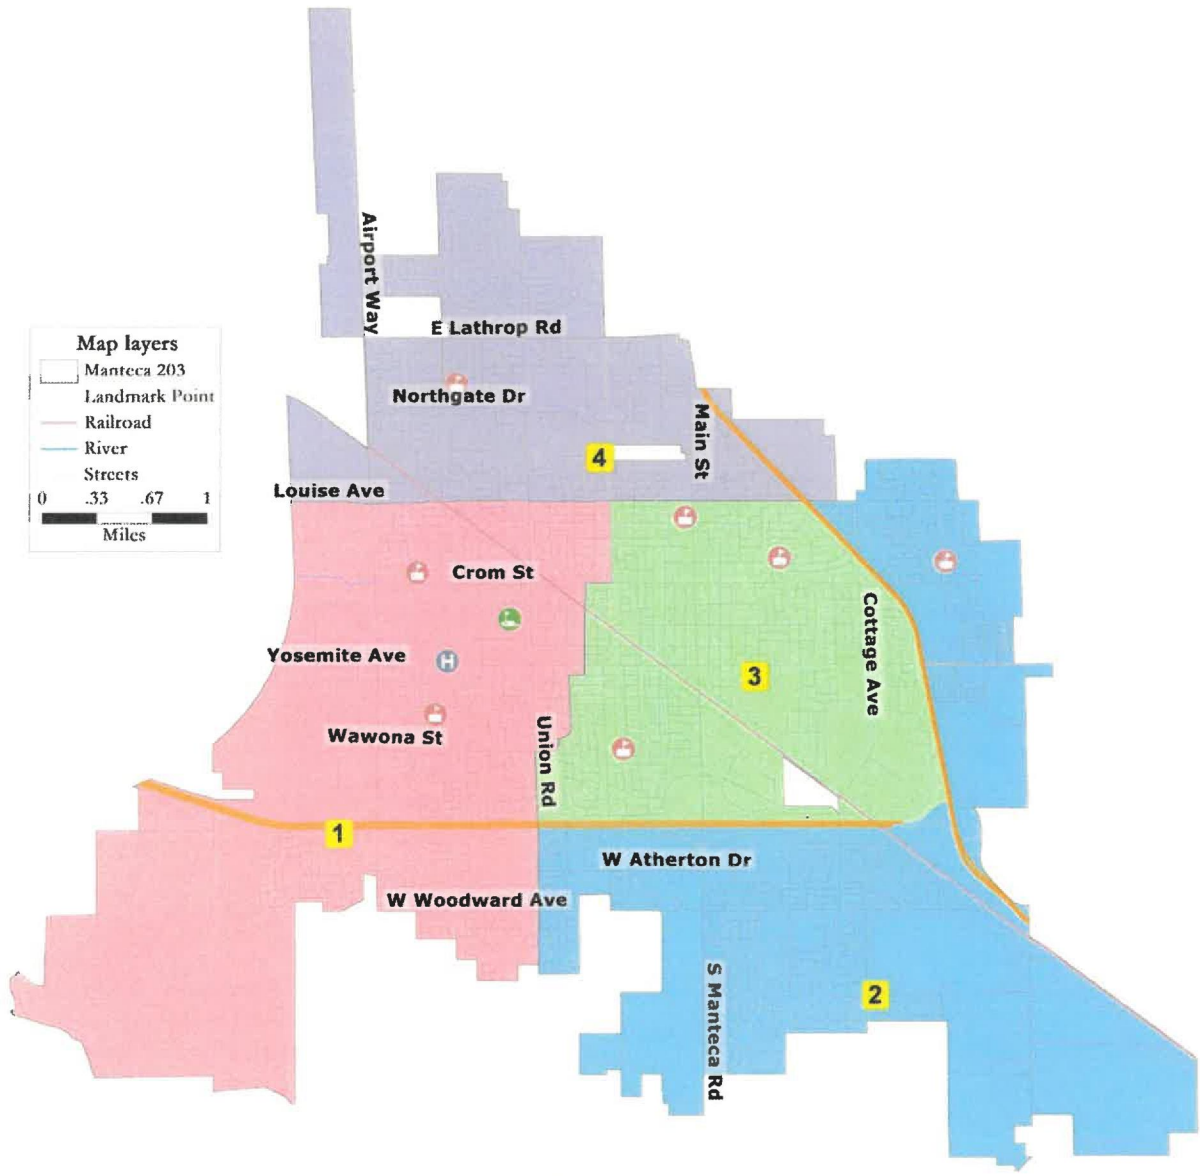 Airport Way
E Lathrop Rd
Map layers
Manteca 203
Landmark Point
Railroad
River
Streets
0 .33 .67 1
Miles
Northgate Dr
Main St
4
Louise Ave
Crom St
Cottage Ave
Yosemite Ave
H
3
Wawona St
Union Rd
1
W Atherton Dr
W Woodward Ave
S Manteca Rd
2